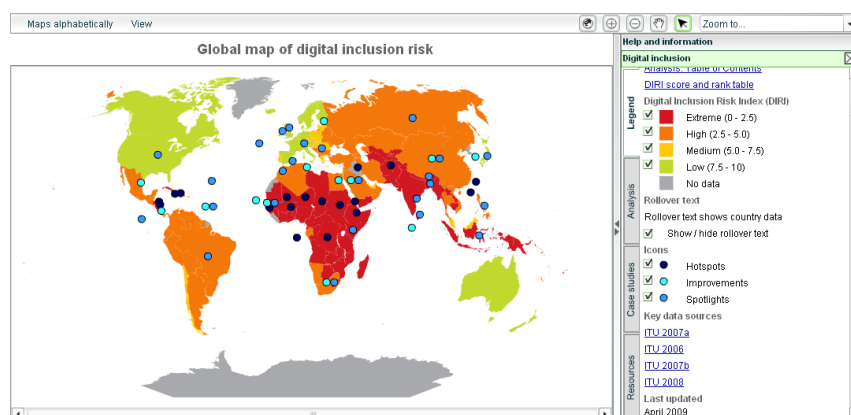 Maps alphabetically View Zoom to...
Global map of digital inclusion risk
Help and information
Digital inclusion
Analysis: Table of Contents
DIRI score and rank table
Digital Inclusion Risk Index (DIRI)
Extreme (0 - 2.5)
High (2.5 - 5.0)
Medium (5.0 - 7.5)
Low (7.5 - 10)
No data
Rollover text
Rollover text shows country data
Show / hide rollover text
Icons
Hotspots
Improvements
Spotlights
Key data sources
ITU 2007a
ITU 2006
ITU 2007b
ITU 2008
Last updated
April 2009
Legend
Analysis
Case studies
Resources